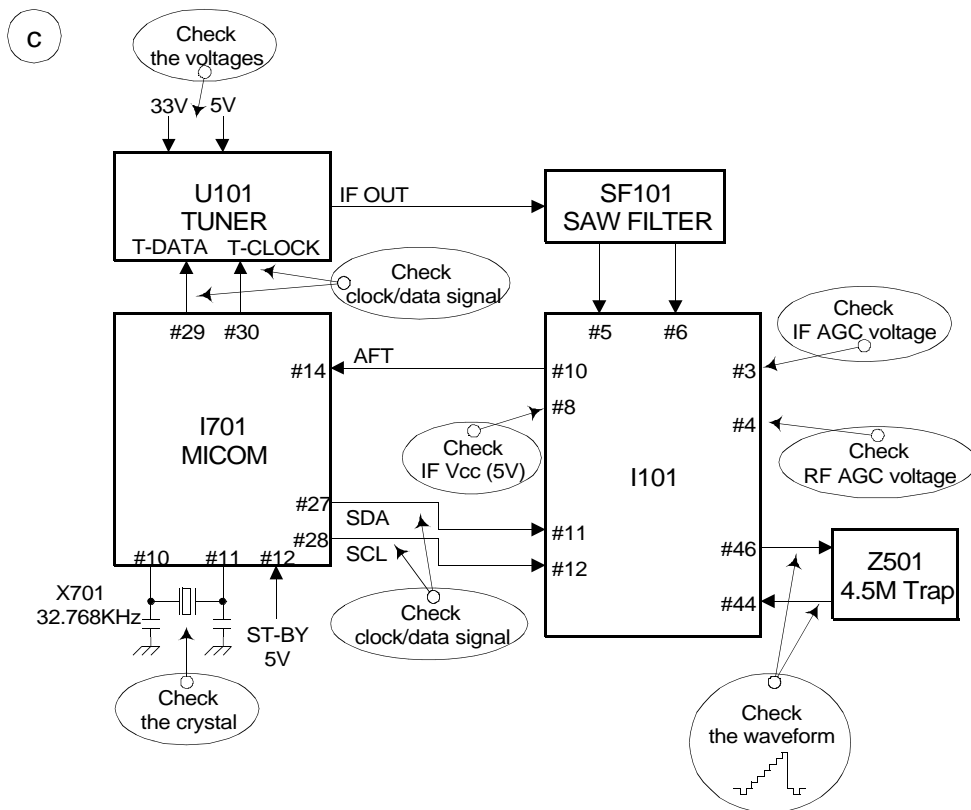 C
Check
the voltages
33V 5V
U101
TUNER
T-DATA T-CLOCK
IF OUT
SF101
SAW FILTER
Check
clock/data signal
#29 #30
#5 #6
Check
IF AGC voltage
#14
AFT
#10
#3
#8
#4
I701
MICOM
Check
IF Vcc (5V)
I101
Check
RF AGC voltage
#27
SDA
#11
#28
SCL
#12
#46
Z501
4.5M Trap
#44
#10 #11 #12
X701
32.768KHz
ST-BY
5V
Check
clock/data signal
Check
the crystal
Check
the waveform